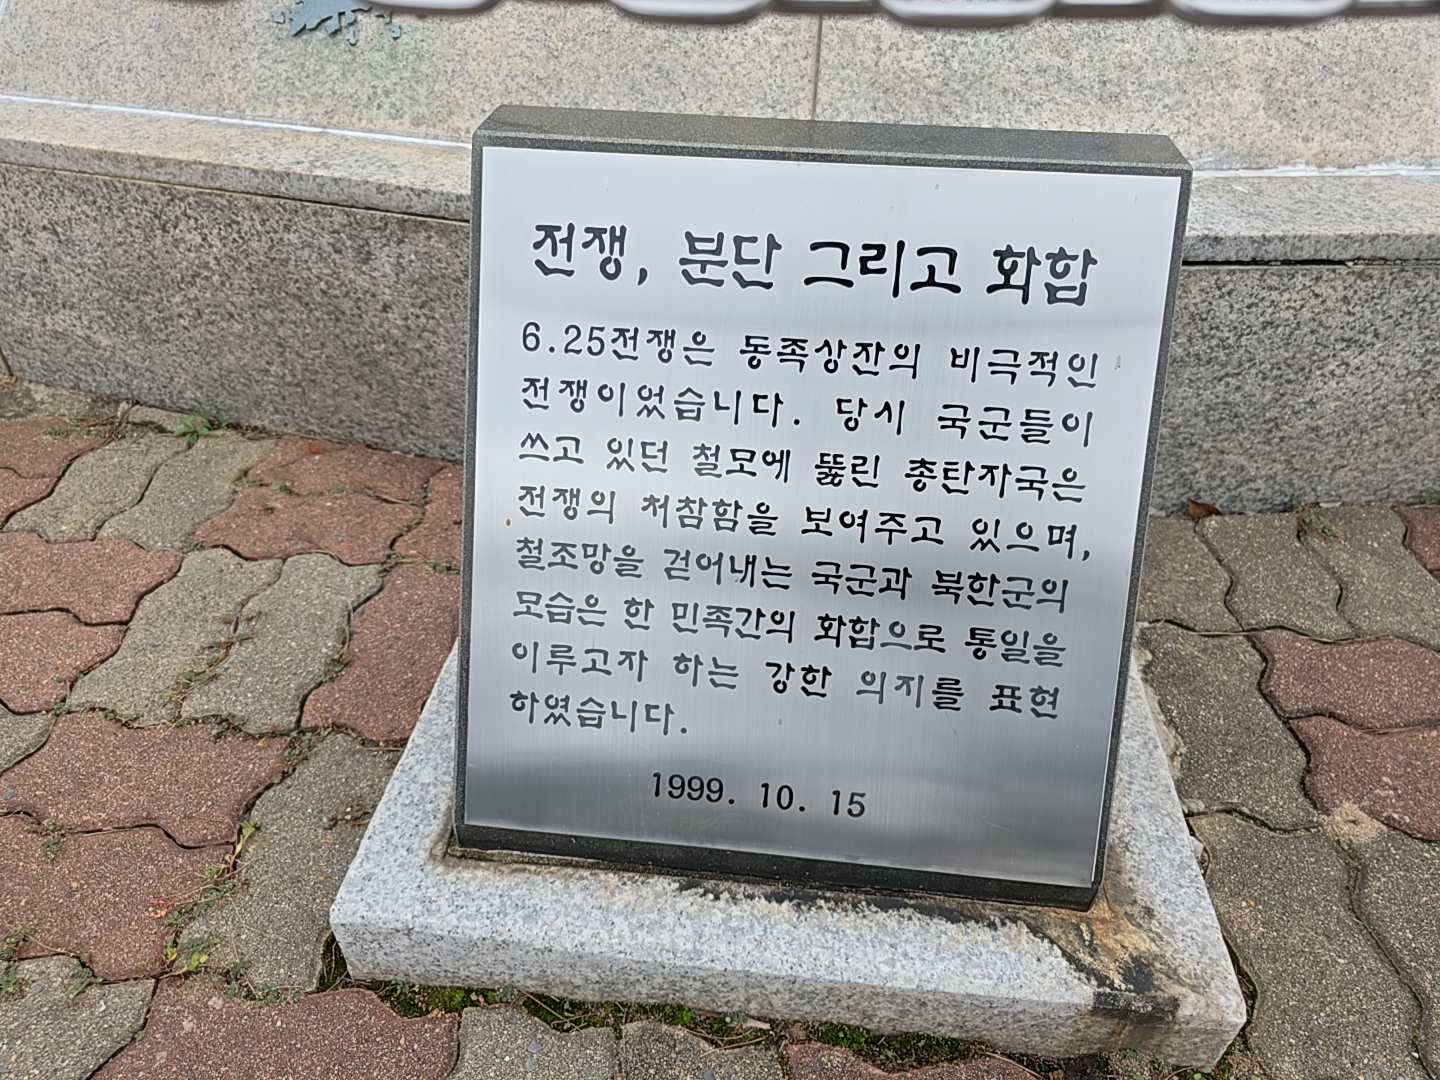 전쟁, 분단 그리고 화합
6.25전쟁은 동족상잔의 비극적인
전쟁이었습니다. 당시 국군들이
쓰고 있던 철모에 뚫린 총탄자국은
전쟁의 처참함을 보여주고 있으며,
철조망을 걷어내는 국군과 북한군의
모습은 한 민족간의 화합으로 통일을
이루고자 하는 강한 의지를 표현
하였습니다.
1999. 10. 15